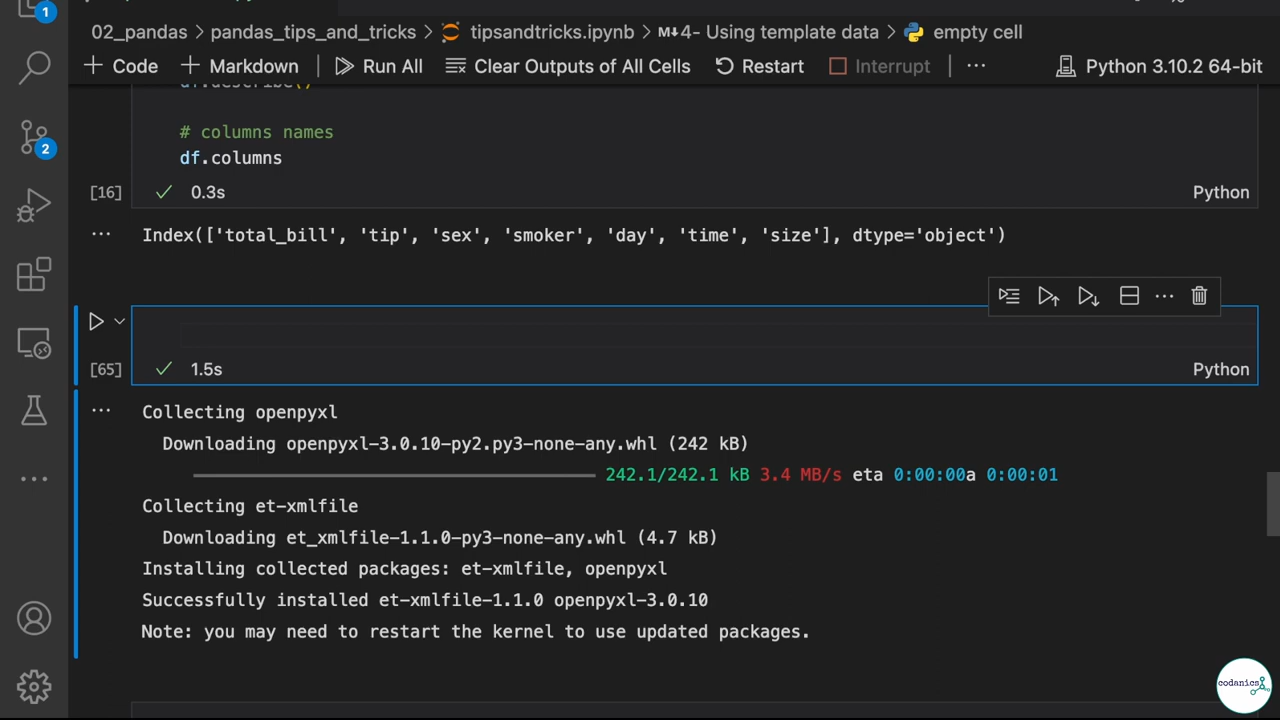 1
02_pandas > pandas_tips_and_tricks > tipsandtricks.ipynb > M↓4- Using template data > empty cell
+ Code + Markdown Run All Clear Outputs of All Cells Restart Interrupt ... Python 3.10.2 64-bit
df.describe()
2
# columns names
df.columns
[16] ✓ 0.3s Python
... Index(['total_bill', 'tip', 'sex', 'smoker', 'day', 'time', 'size'], dtype='object')
[65] ✓ 1.5s Python
... Collecting openpyxl
Downloading openpyxl-3.0.10-py2.py3-none-any.whl (242 kB)
242.1/242.1 kB 3.4 MB/s eta 0:00:00a 0:00:01
Collecting et-xmlfile
Downloading et_xmlfile-1.1.0-py3-none-any.whl (4.7 kB)
Installing collected packages: et-xmlfile, openpyxl
Successfully installed et-xmlfile-1.1.0 openpyxl-3.0.10
Note: you may need to restart the kernel to use updated packages.
codanics